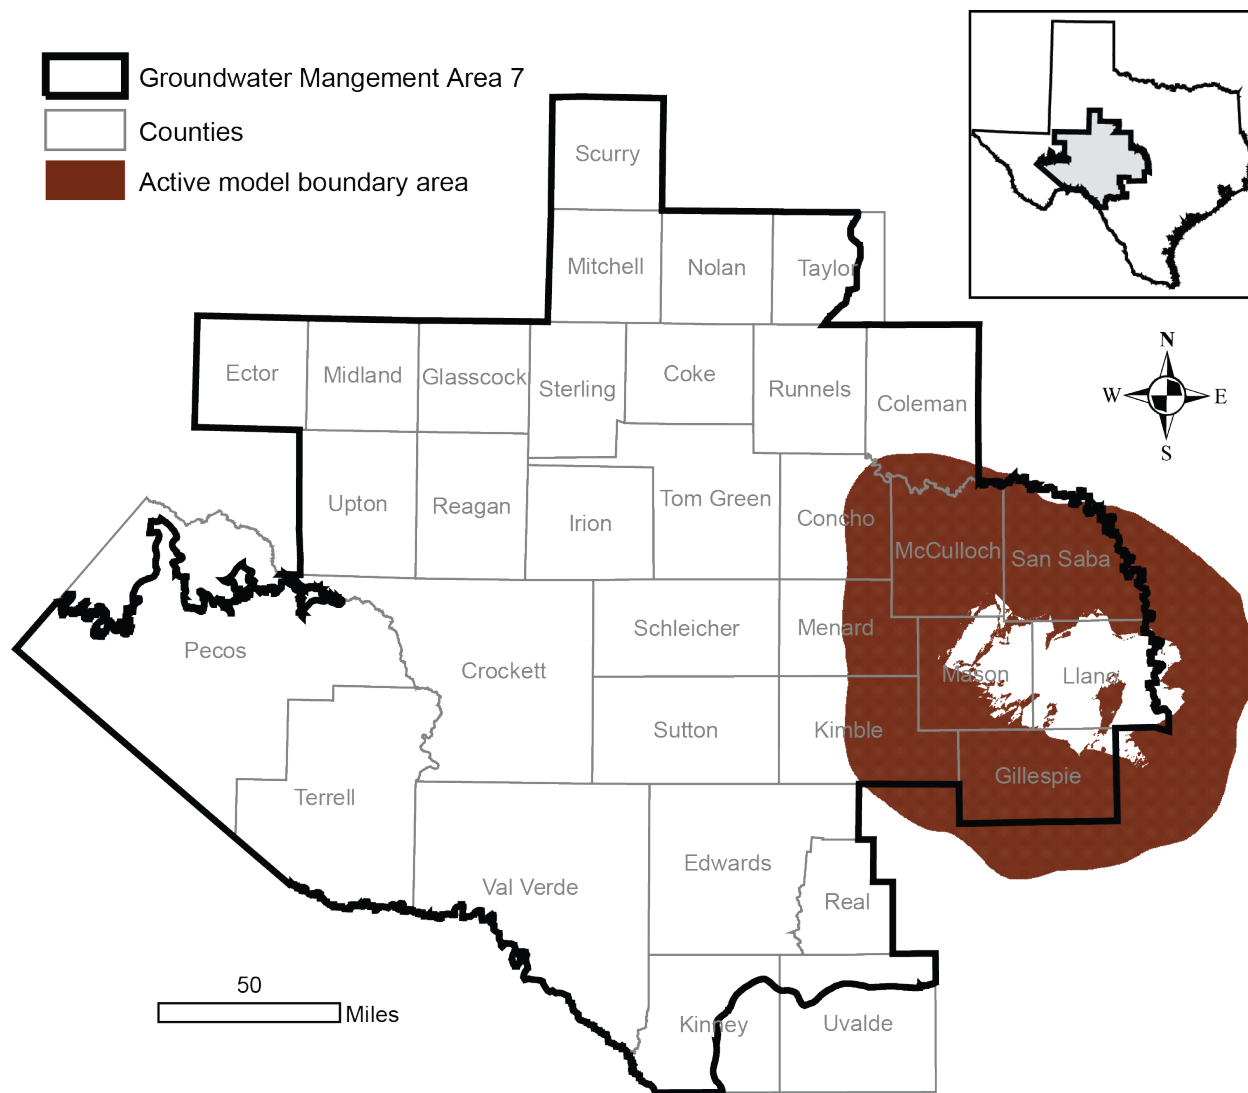 Groundwater Mangement Area 7
Counties
Active model boundary area
Scurry
Mitchell
Nolan
Taylor
Ector
Midland
Glasscock
Sterling
Coke
Runnels
Coleman
N
W
E
S
Upton
Reagan
Irion
Tom Green
Concho
McCulloch
San Saba
Schleicher
Menard
Pecos
Crockett
Mason
Llano
Sutton
Kimble
Gillespie
Terrell
Edwards
Val Verde
Real
50
Miles
Kinney
Uvalde